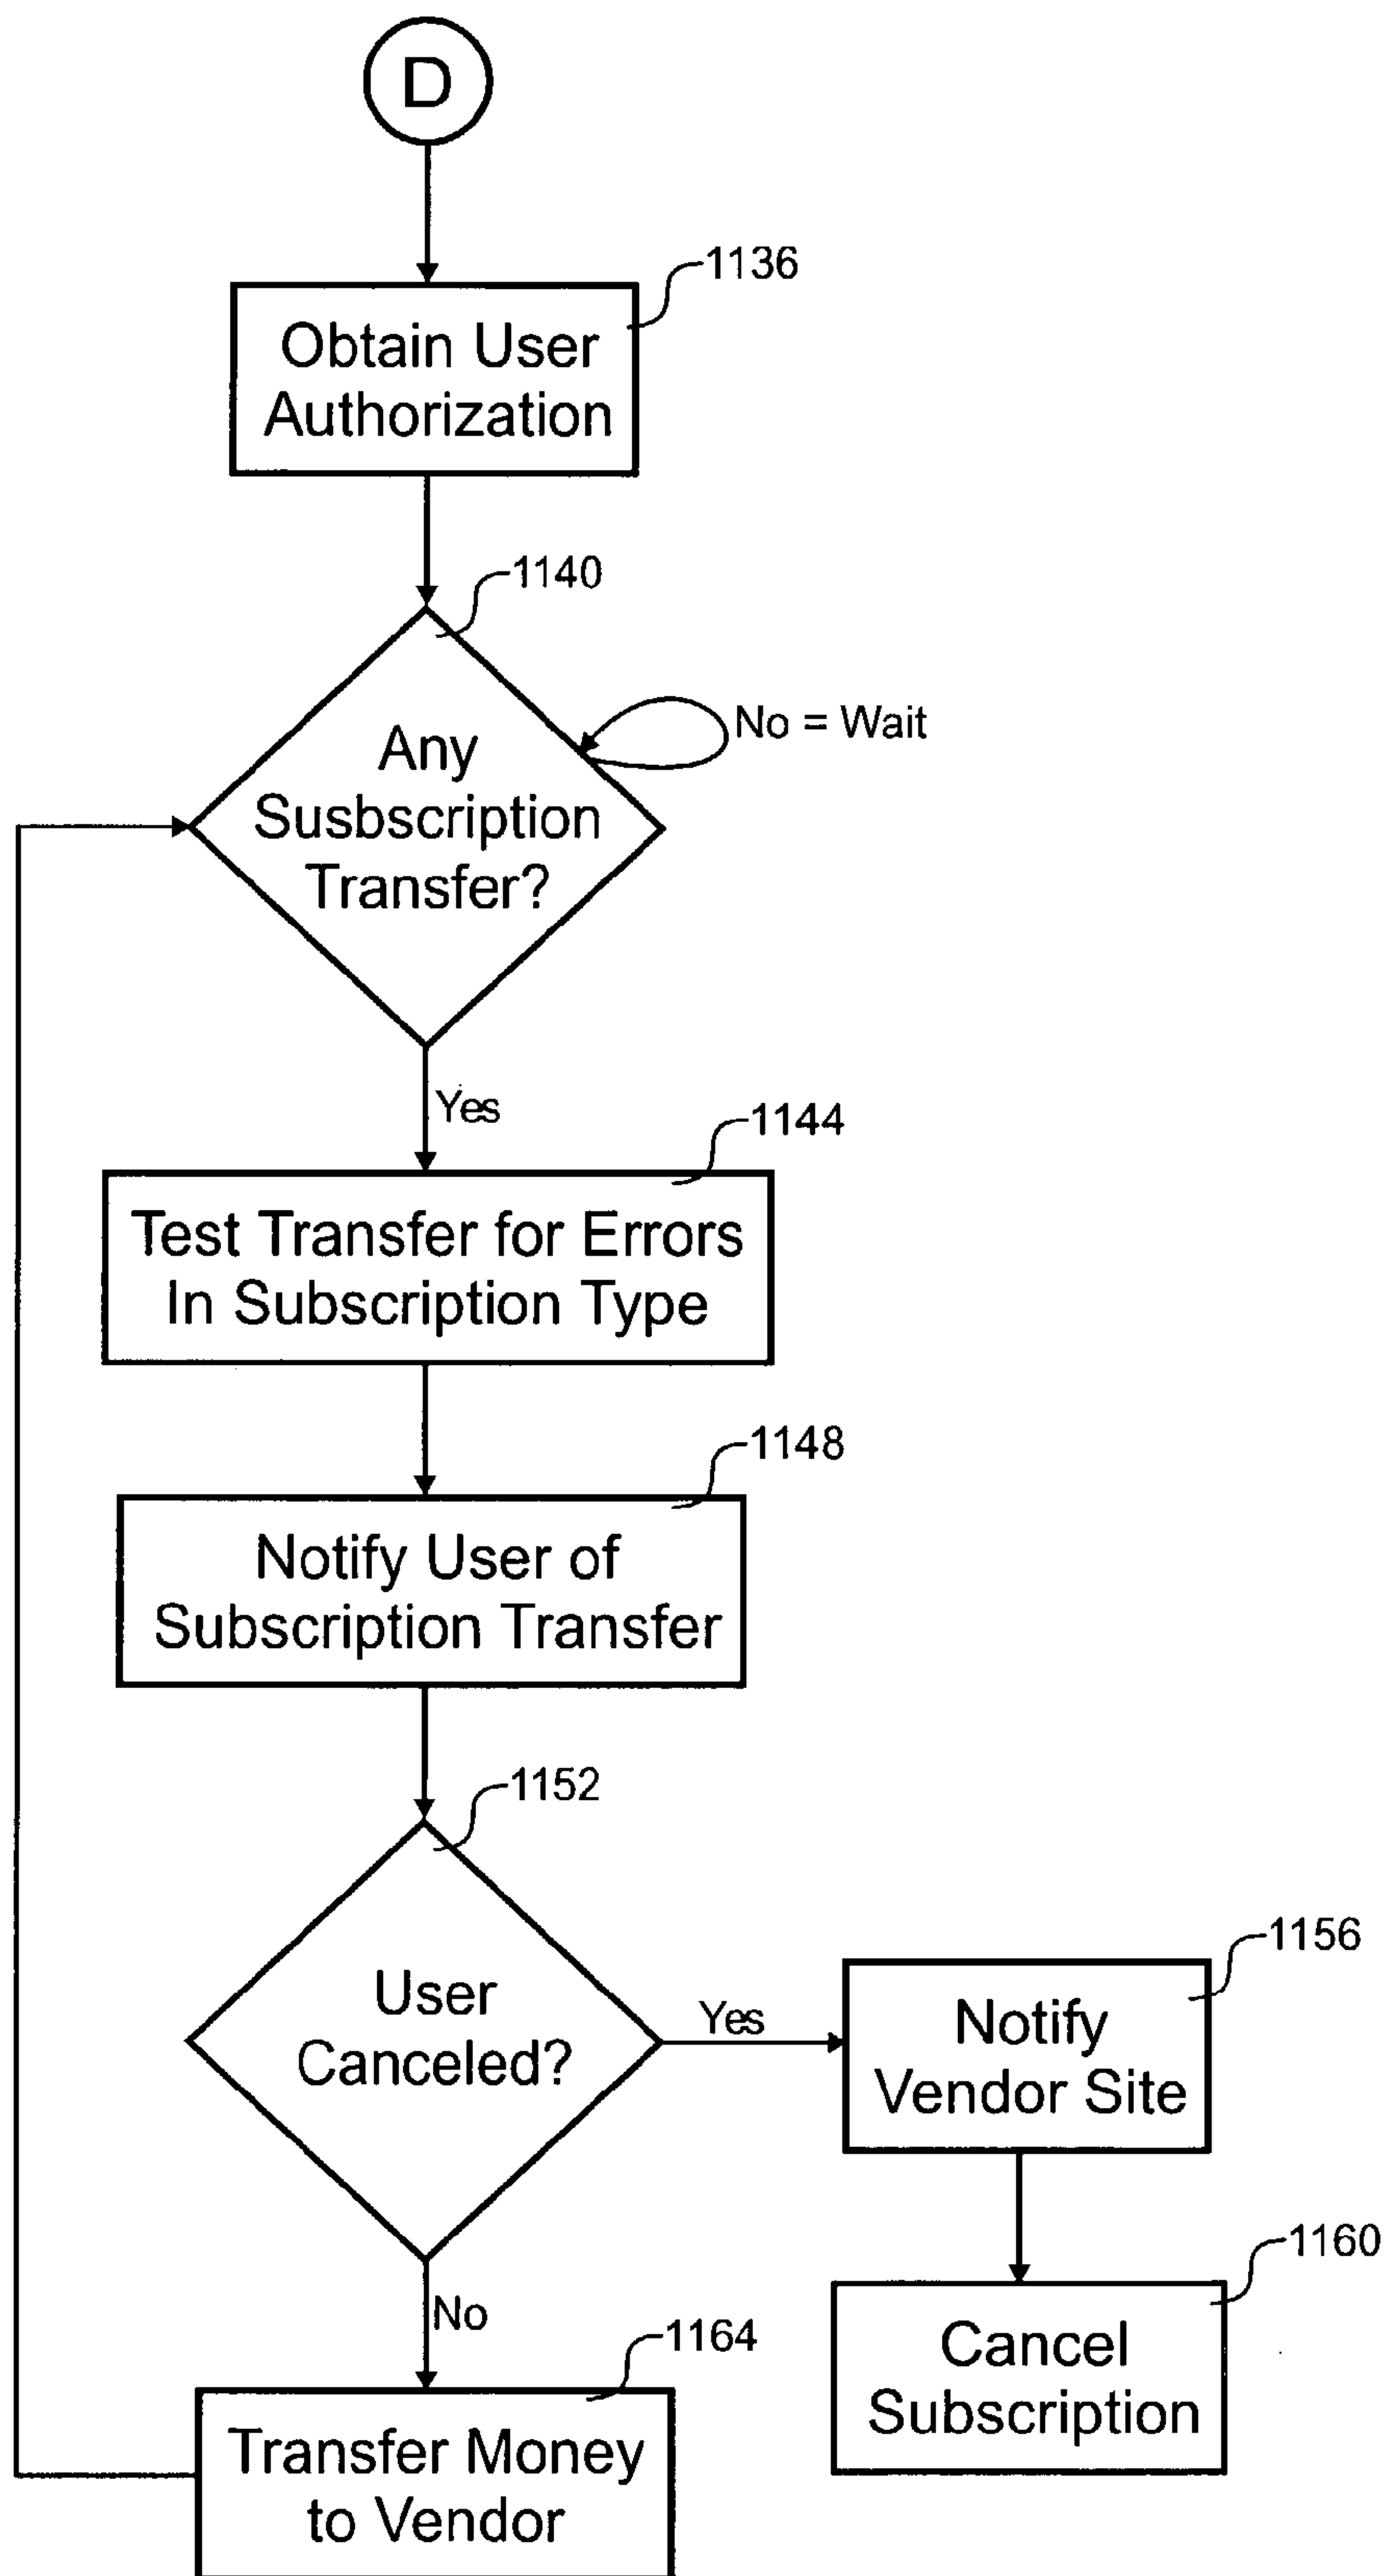 D
1136
Obtain User
Authorization
1140
No = Wait
Any
Susbscription
Transfer?
Yes
1144
Test Transfer for Errors
In Subscription Type
1148
Notify User of
Subscription Transfer
1152
User
Canceled?
Yes
1156
Notify
Vendor Site
1160
Cancel
Subscription
No
1164
Transfer Money
to Vendor